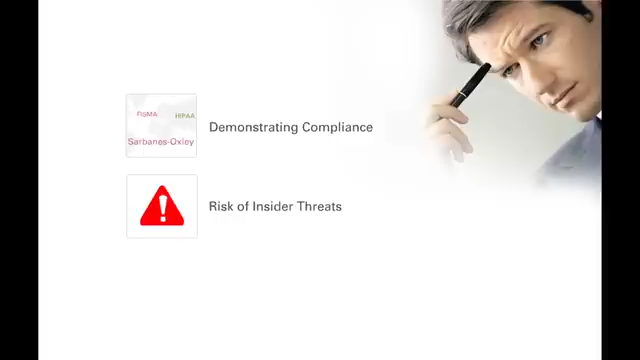 FISMA
HIPAA
Sarbanes-Oxley
Demonstrating Compliance
Risk of Insider Threats